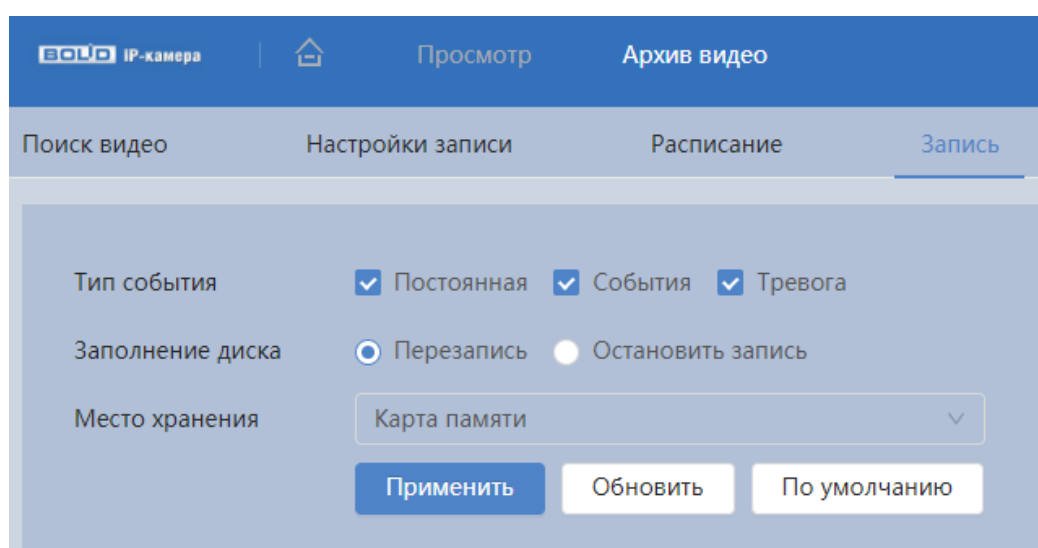 BOLID IP-камера Просмотр Архив видео
Поиск видео Настройки записи Расписание Запись
Тип события Постоянная События Тревога
Заполнение диска Перезапись Остановить запись
Место хранения Карта памяти
Применить Обновить По умолчанию